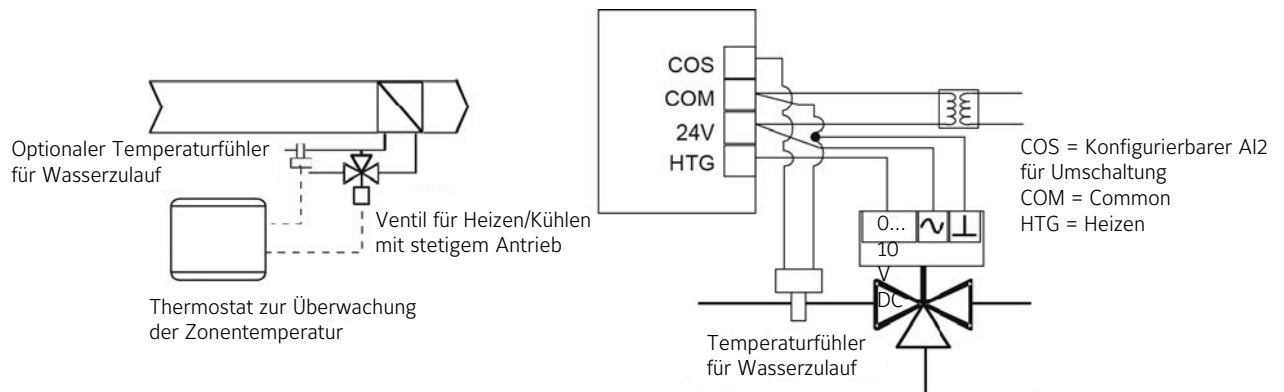 Optionaler Temperaturfühler
für Wasserzulauf
Ventil für Heizen/Kühlen
mit stetigem Antrieb
Thermostat zur Überwachung
der Zonentemperatur
COS
COM
24V
HTG
0...
10
V
DC
Temperaturfühler
für Wasserzulauf
COS = Konfigurierbarer AI2
für Umschaltung
COM = Common
HTG = Heizen